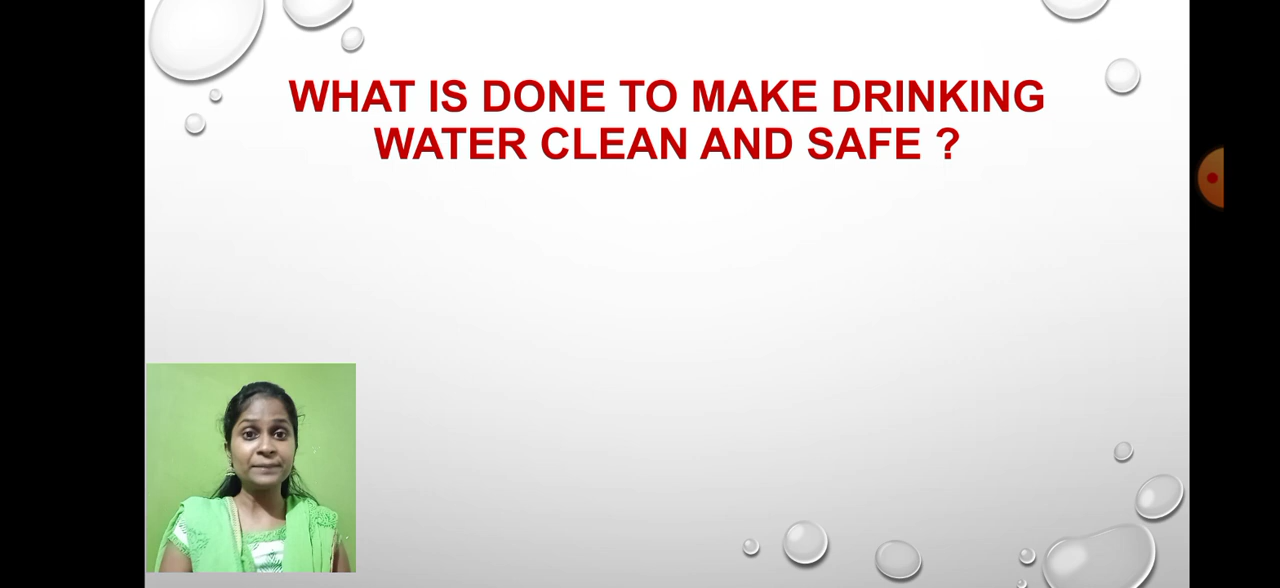 WHAT IS DONE TO MAKE DRINKING
WATER CLEAN AND SAFE ?